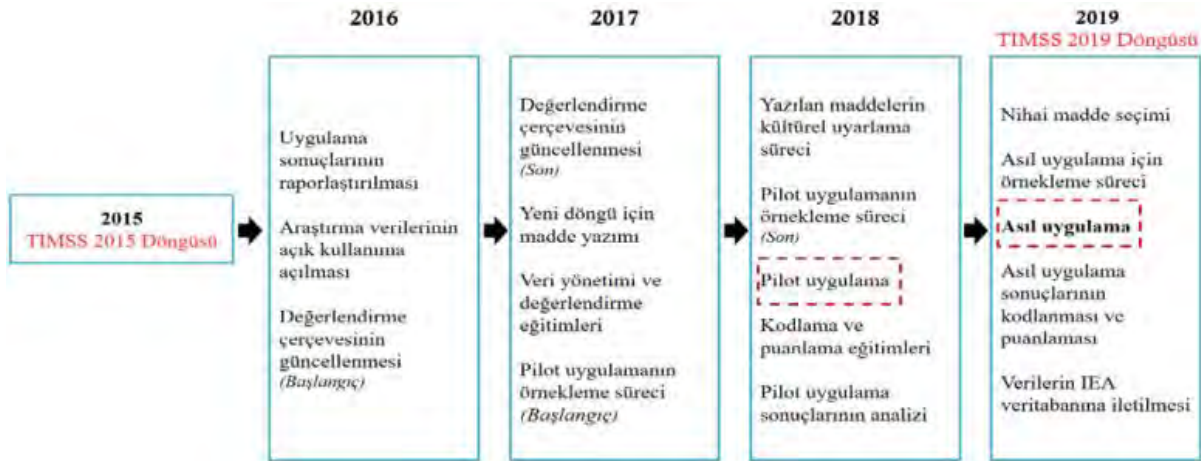 2015
TIMSS 2015 Döngüsü
2016
Uygulama
sonuçlarının
raporlaştırılması
Araştırma verilerinin
açık kullanıma
açılması
Değerlendirme
çerçevesinin
güncellenmesi
(Başlangıç)
2017
Değerlendirme
çerçevesinin
güncellenmesi
(Son)
Yeni döngü için
madde yazımı
Veri yönetimi ve
değerlendirme
eğitimleri
Pilot uygulamanın
örnekleme süreci
(Başlangıç)
2018
Yazılan maddelerin
kültürel uyarlama
süreci
Pilot uygulamanın
örnekleme süreci
(Son)
Pilot uygulama
Kodlama ve
puanlama eğitimleri
Pilot uygulama
sonuçlarının analizi
2019
TIMSS 2019 Döngüsü
Nihai madde seçimi
Asıl uygulama için
örnekleme süreci
Asıl uygulama
Asıl uygulama
sonuçlarının
kodlanması ve
puanlaması
Verilerin IEA
veritabanına iletilmesi